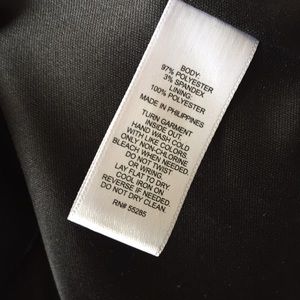 BODY:
97% POLYESTER
3% SPANDEX
LINING:
100% POLYESTER
MADE IN PHILIPPINES
TURN GARMENT
INSIDE OUT.
HAND WASH COLD
WITH LIKE COLORS.
ONLY NON-CHLORINE
BLEACH WHEN NEEDED.
DO NOT TWIST
OR WRING.
LAY FLAT TO DRY.
COOL IRON ON
REVERSE IF NEEDED.
DO NOT DRY CLEAN.
RN# 55285